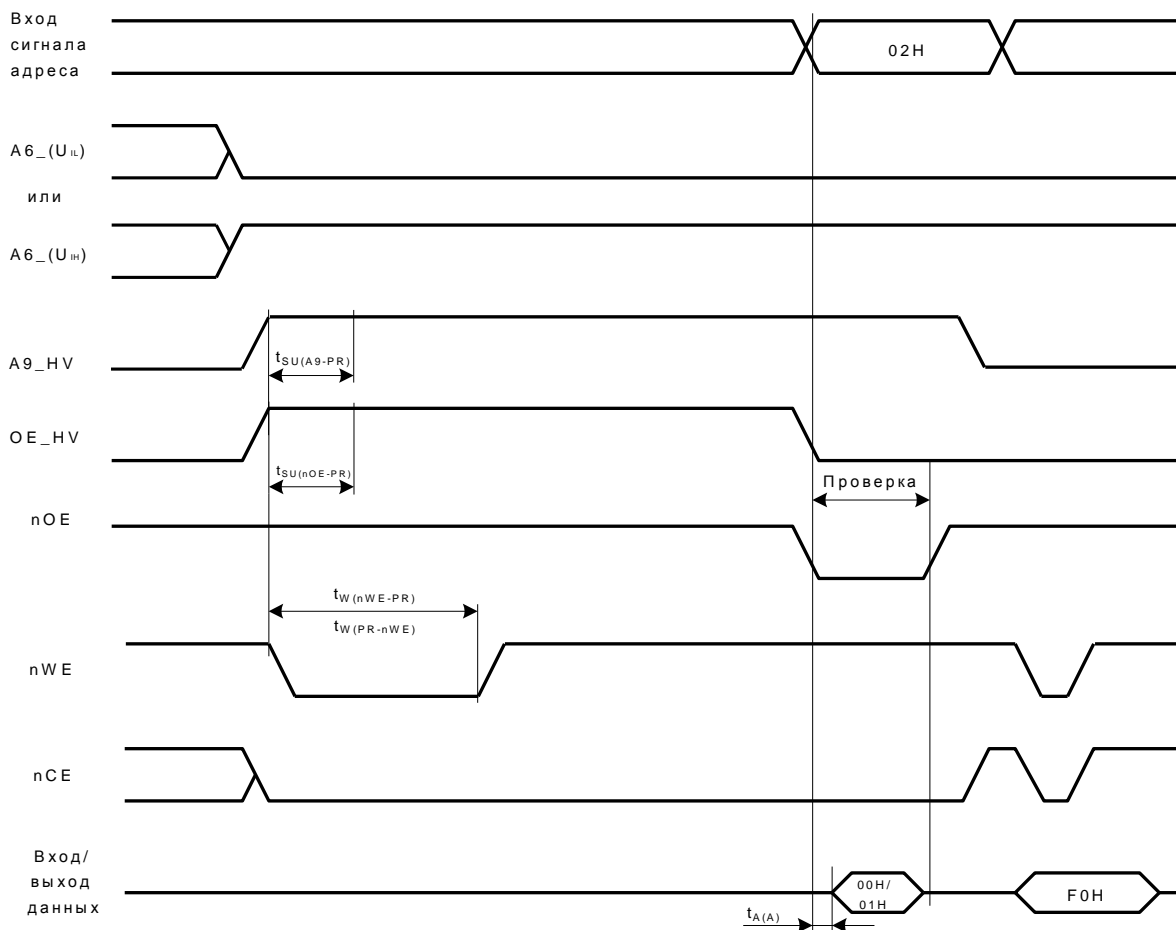 Вход
сигнала
адреса
02H
A6_(UIL)
или
A6_(UIH)
A9_HV
tSU(A9-PR)
OE_HV
tSU(nOE-PR)
Проверка
nOE
tW(nWE-PR)
tW(PR-nWE)
nWE
nCE
Вход/
выход
данных
00H/
01H
F0H
tA(A)